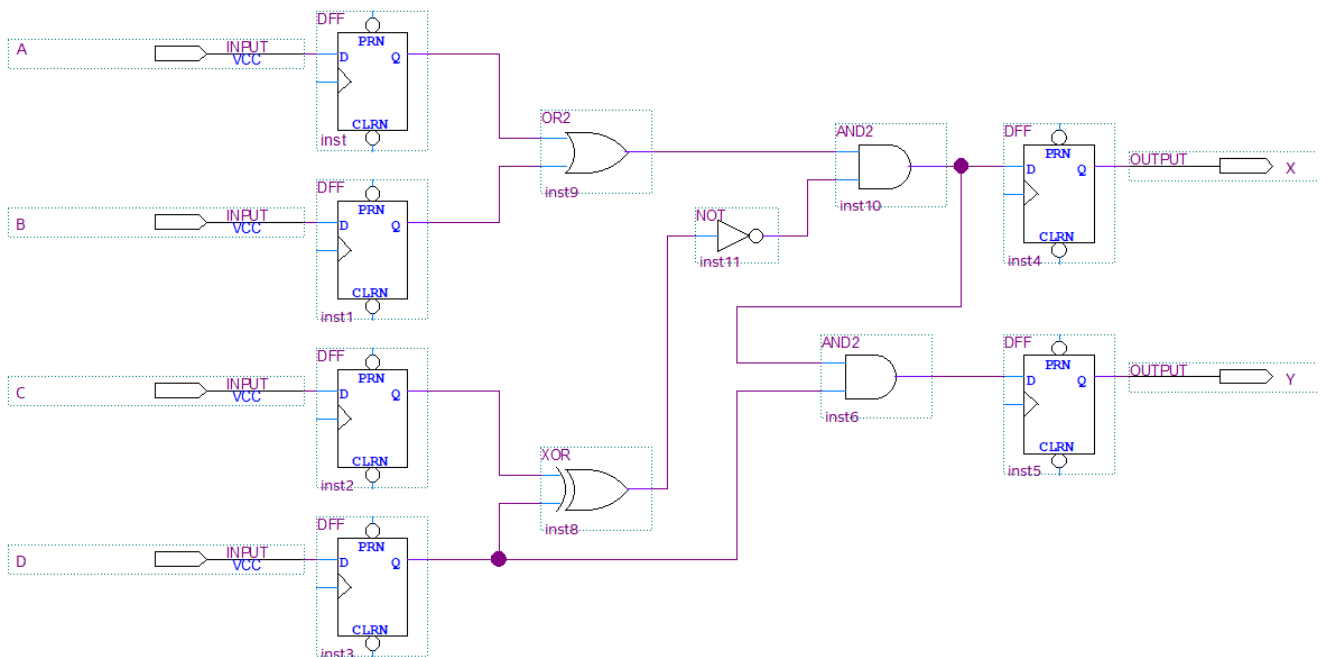 DFF
A
INPUT
VCC
PRN
D
Q
CLRN
inst
OR2
inst9
AND2
inst10
DFF
PRN
D
Q
CLRN
inst4
OUTPUT
X
DFF
B
INPUT
VCC
PRN
D
Q
CLRN
inst1
NOT
inst11
DFF
C
INPUT
VCC
PRN
D
Q
CLRN
inst2
AND2
inst6
DFF
PRN
D
Q
CLRN
inst5
OUTPUT
Y
XOR
inst8
DFF
D
INPUT
VCC
PRN
D
Q
CLRN
inst3